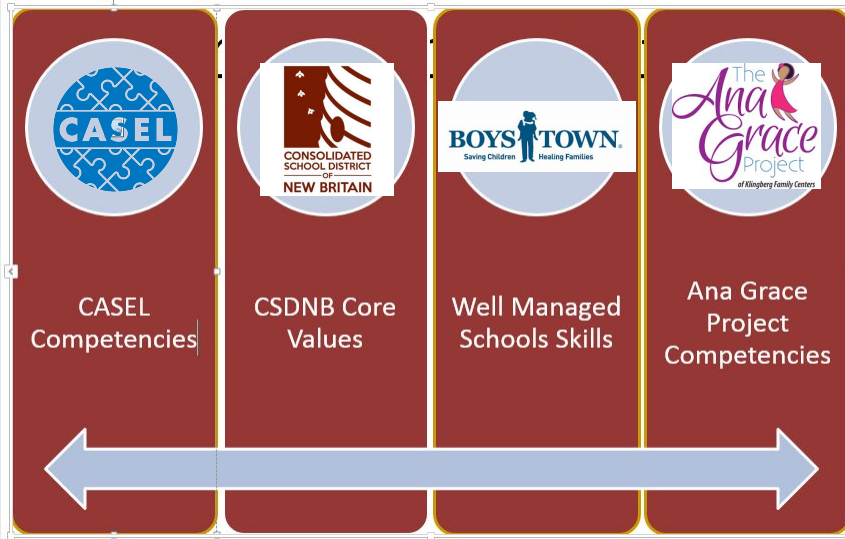 CASEL
CONSOLIDATED
SCHOOL DISTRICT
OF
NEW BRITAIN
BOYS TOWN®
Saving Children Healing Families
The
Ana
Grace
Project
of Klingberg Family Centers
CASEL
Competencies
CSDNB Core
Values
Well Managed
Schools Skills
Ana Grace
Project
Competencies